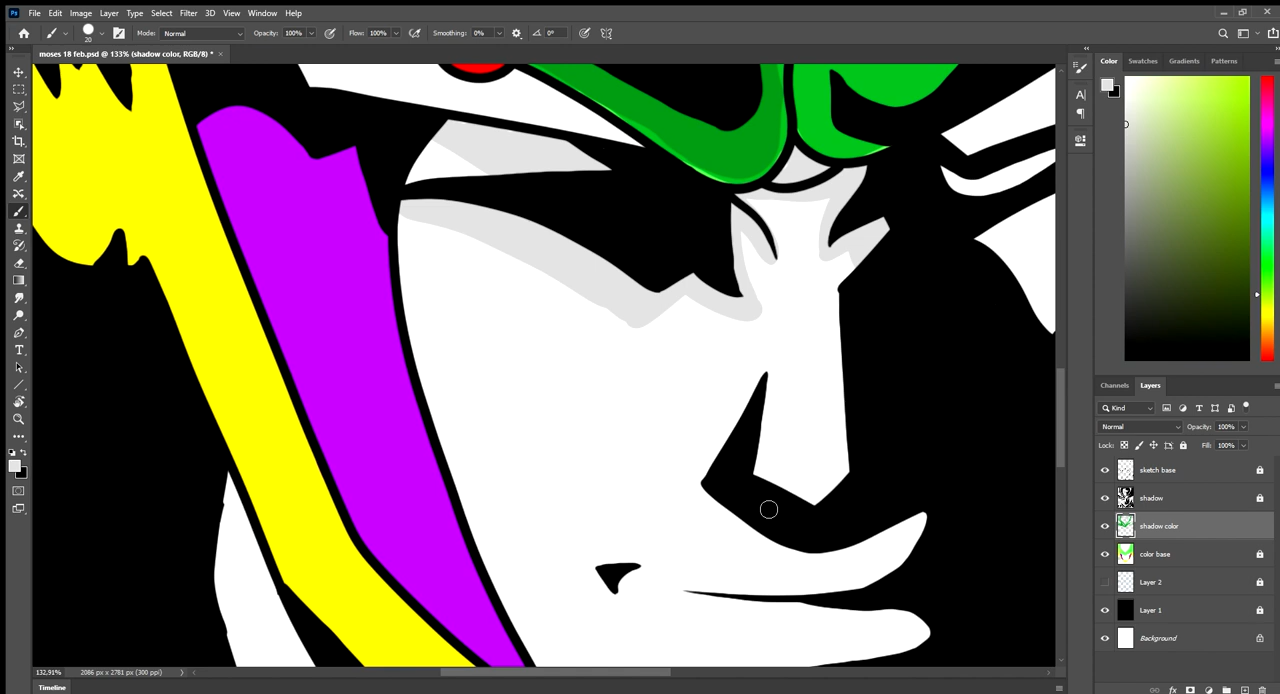 Ps File Edit Image Layer Type Select Filter 3D View Window Help
20 Mode: Normal Opacity: 100% Flow: 100% Smoothing: 0% 0°
moses 18 feb.psd @ 133% (shadow color, RGB/8) * ×
Color Swatches Gradients Patterns
Channels Layers
Kind
Normal Opacity: 100%
Lock: Fill: 100%
sketch base
shadow
shadow color
color base
Layer 2
Layer 1
Background
fx
132.91% 2086 px x 2781 px (300 ppi)
Timeline